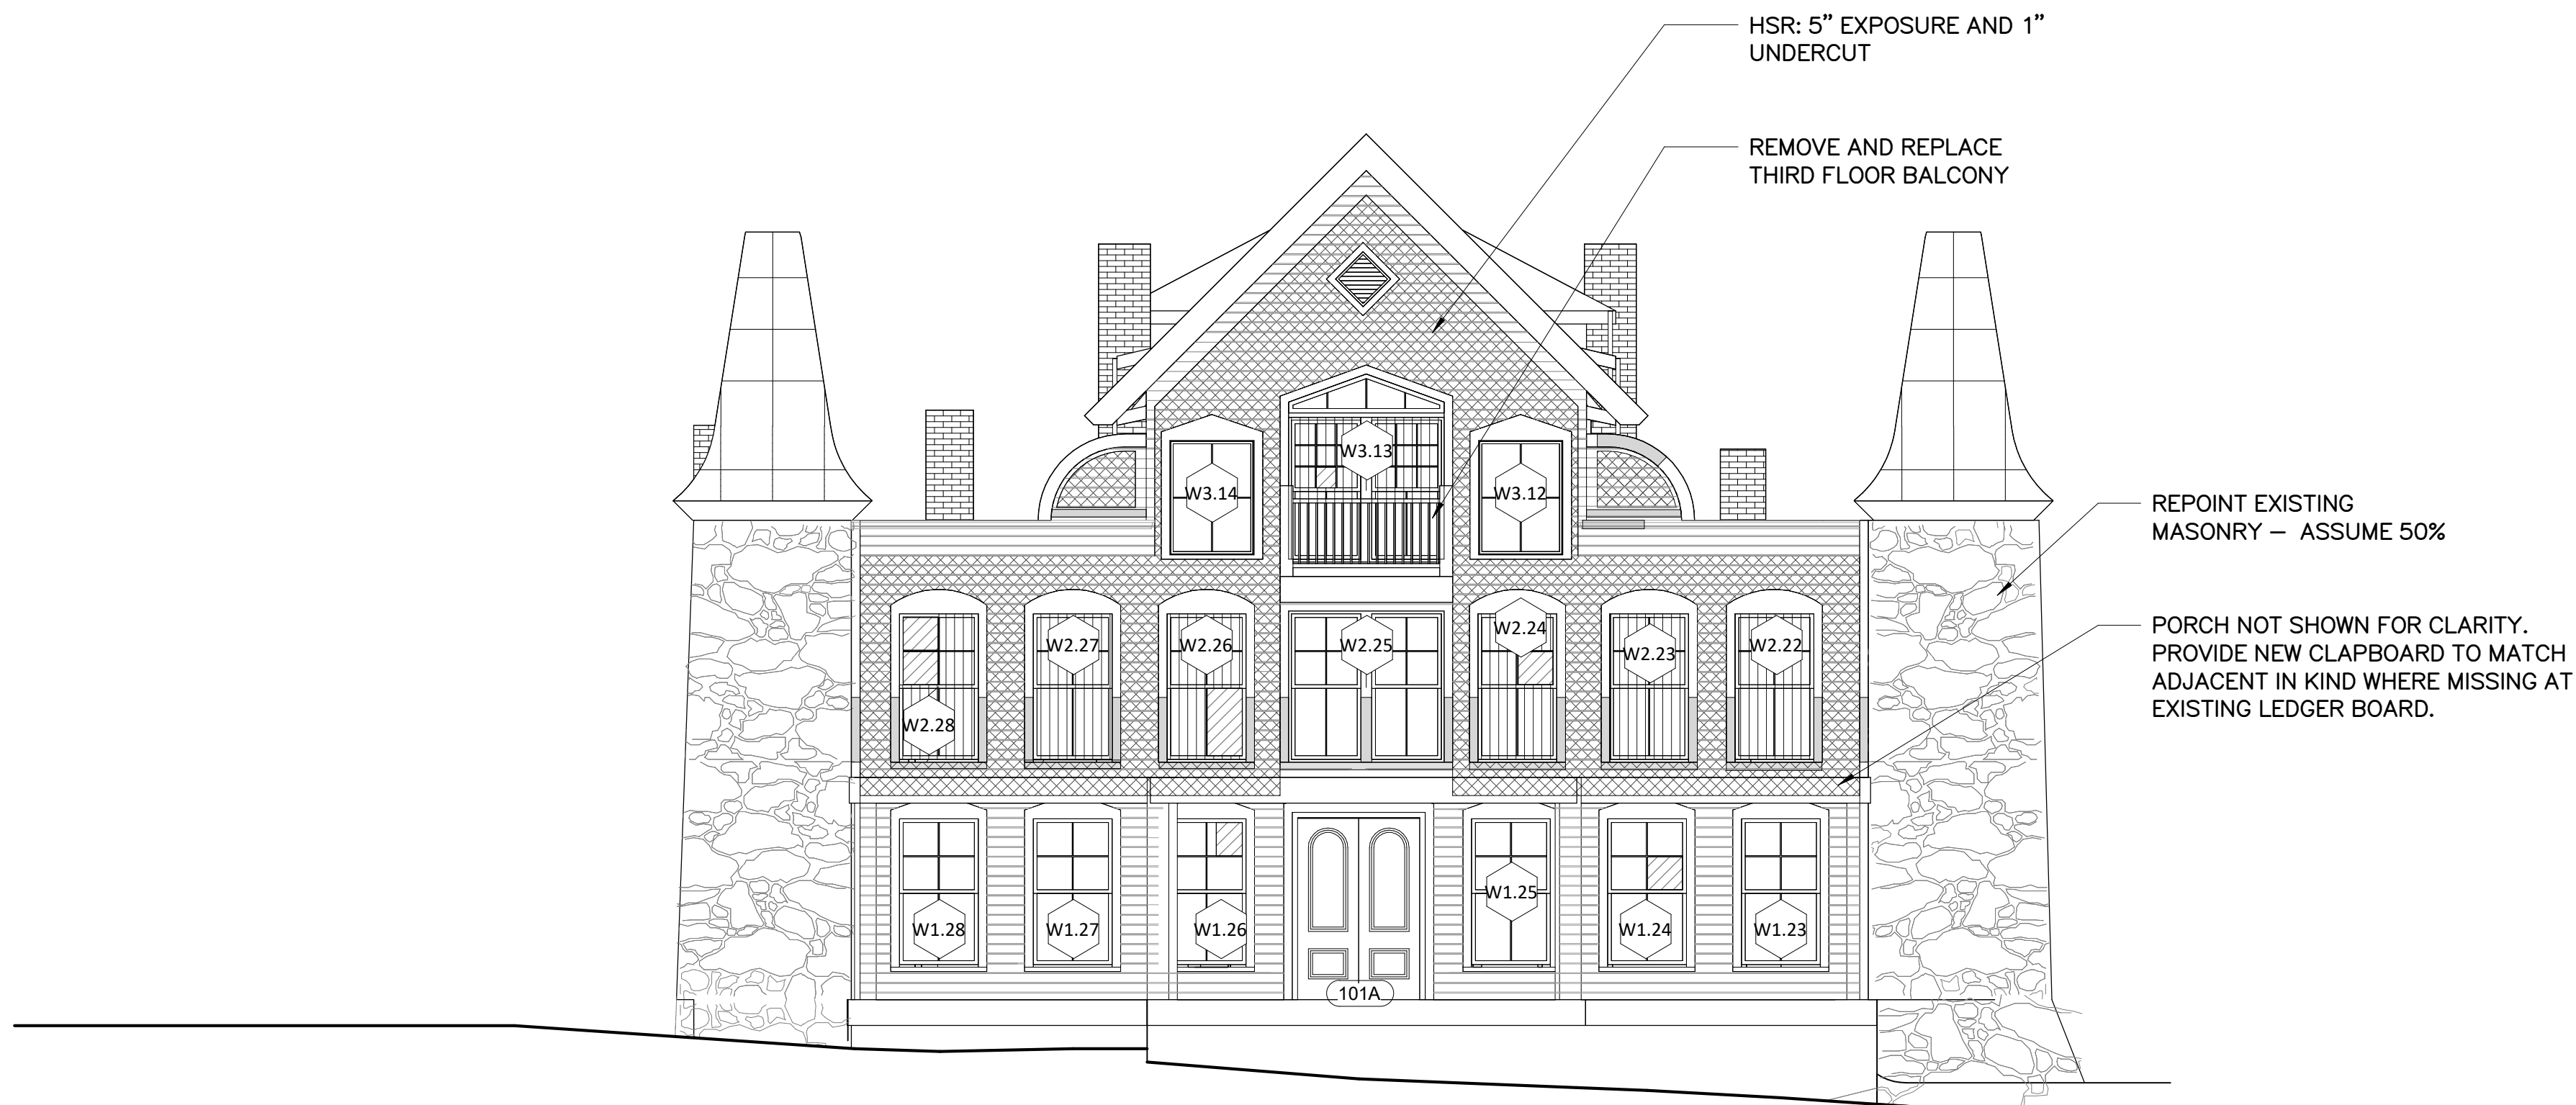 HSR: 5” EXPOSURE AND 1”
UNDERCUT
REMOVE AND REPLACE
THIRD FLOOR BALCONY
W3.13
W3.14
W3.12
REPOINT EXISTING
MASONRY – ASSUME 50%
PORCH NOT SHOWN FOR CLARITY.
PROVIDE NEW CLAPBOARD TO MATCH
ADJACENT IN KIND WHERE MISSING AT
EXISTING LEDGER BOARD.
W2.28
W2.27
W2.26
W2.25
W2.24
W2.23
W2.22
W1.28
W1.27
W1.26
W1.25
W1.24
W1.23
101A